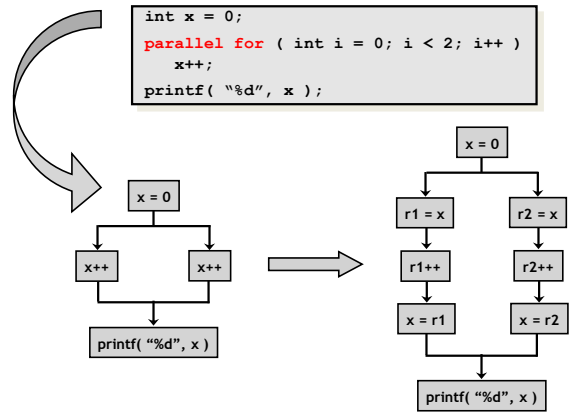 int x = 0;
parallel for ( int i = 0; i < 2; i++ )
x++;
printf( “%d”, x );
x = 0
x++
x++
printf( “%d”, x )
x = 0
r1 = x
r2 = x
r1++
r2++
x = r1
x = r2
printf( “%d”, x )